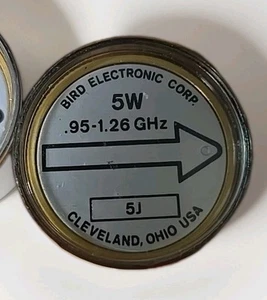 BIRD ELECTRONIC CORP.
5W
.95-1.26 GHz
5J
CLEVELAND, OHIO USA